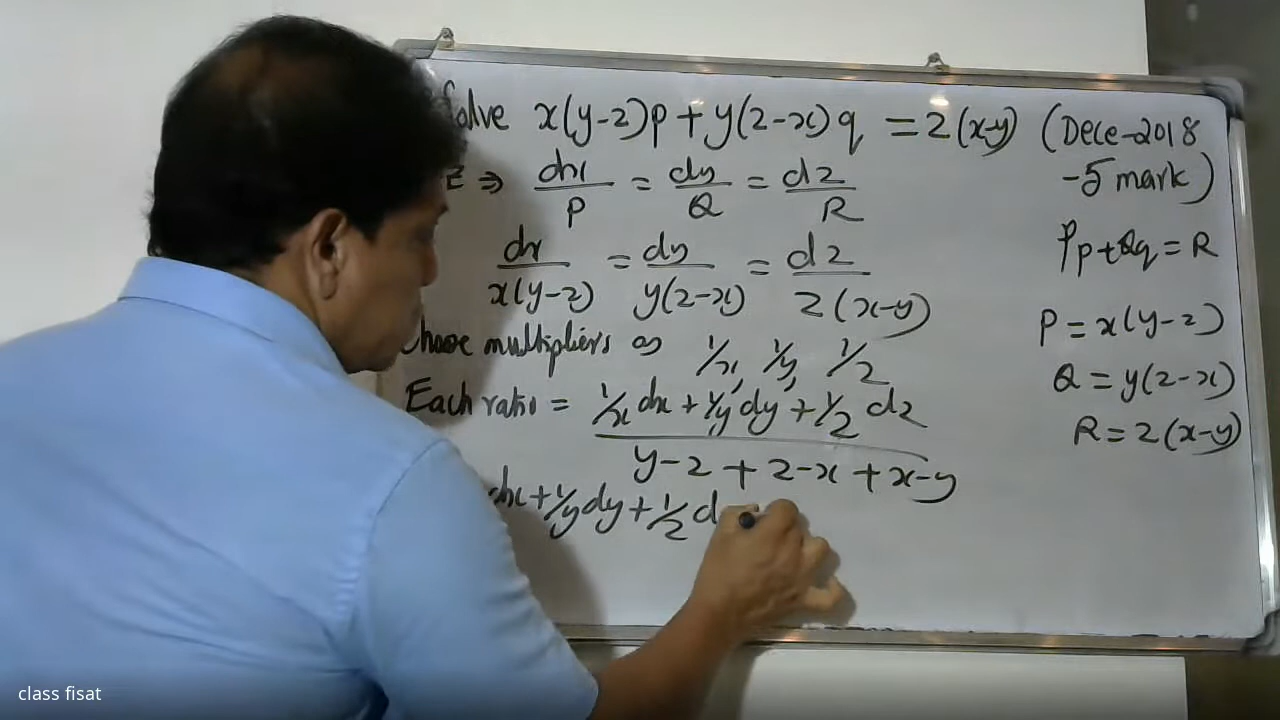 Solve x(y-z)p + y(z-x)q = z(x-y) (Dece-2018
-5 mark)
E ⇒ dx/P = dy/Q = dz/R
Pp+Qq = R
dx/x(y-z) = dy/y(z-x) = dz/z(x-y)
P = x(y-z)
choose multipliers as 1/x, 1/y, 1/z
Q = y(z-x)
Each ratio = 1/x dx + 1/y dy + 1/z dz
R = z(x-y)
y-z + z-x + x-y
dx + 1/y dy + 1/z d
class fisat